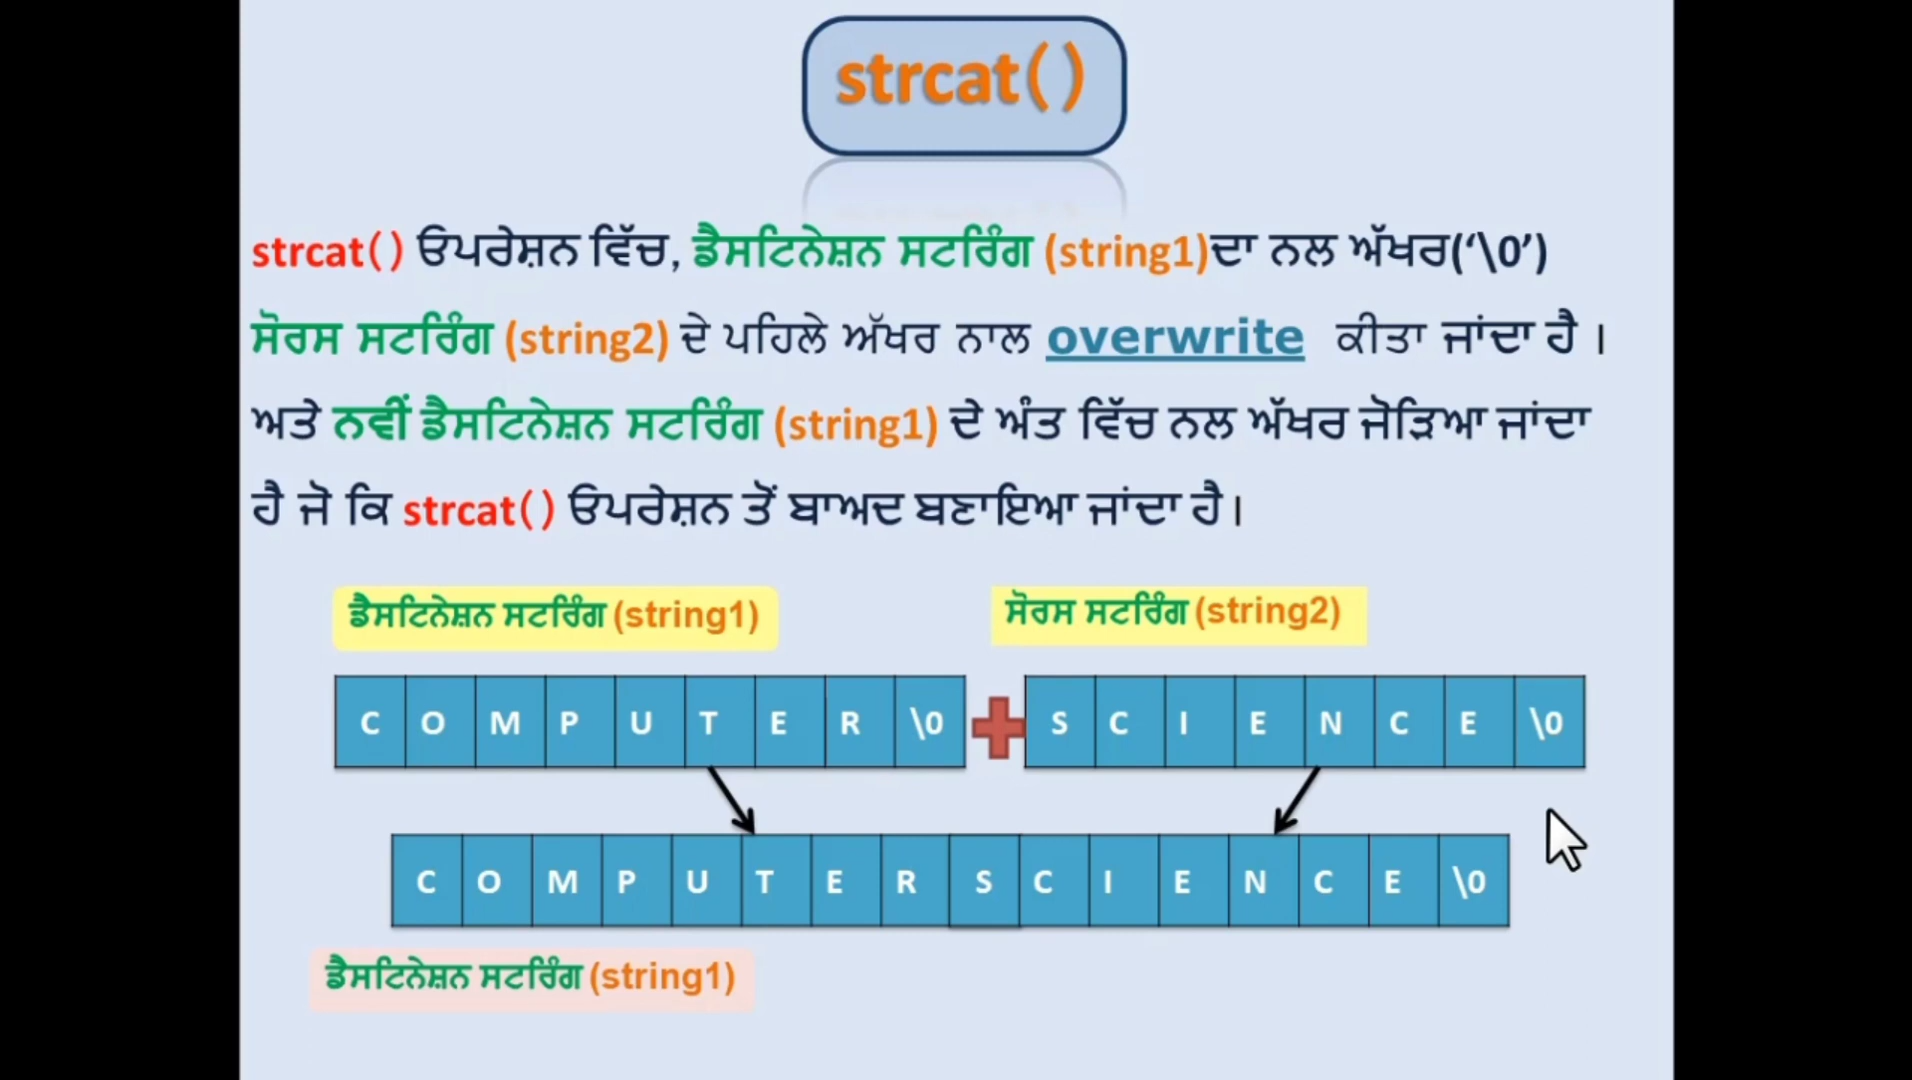 strcat()
strcat() ਓਪਰੇਸ਼ਨ ਵਿੱਚ, ਡੈਸਟਿਨੇਸ਼ਨ ਸਟਰਿੰਗ (string1)ਦਾ ਨਲ ਅੱਖਰ(‘\0’)
ਸੋਰਸ ਸਟਰਿੰਗ (string2) ਦੇ ਪਹਿਲੇ ਅੱਖਰ ਨਾਲ overwrite ਕੀਤਾ ਜਾਂਦਾ ਹੈ ।
ਅਤੇ ਨਵੀਂ ਡੈਸਟਿਨੇਸ਼ਨ ਸਟਰਿੰਗ (string1) ਦੇ ਅੰਤ ਵਿੱਚ ਨਲ ਅੱਖਰ ਜੋੜਿਆ ਜਾਂਦਾ
ਹੈ ਜੋ ਕਿ strcat() ਓਪਰੇਸ਼ਨ ਤੋਂ ਬਾਅਦ ਬਣਾਇਆ ਜਾਂਦਾ ਹੈ।
ਡੈਸਟਿਨੇਸ਼ਨ ਸਟਰਿੰਗ (string1) ਸੋਰਸ ਸਟਰਿੰਗ (string2)
C O M P U T E R \0 S C I E N C E \0
C O M P U T E R S C I E N C E \0
ਡੈਸਟਿਨੇਸ਼ਨ ਸਟਰਿੰਗ (string1)